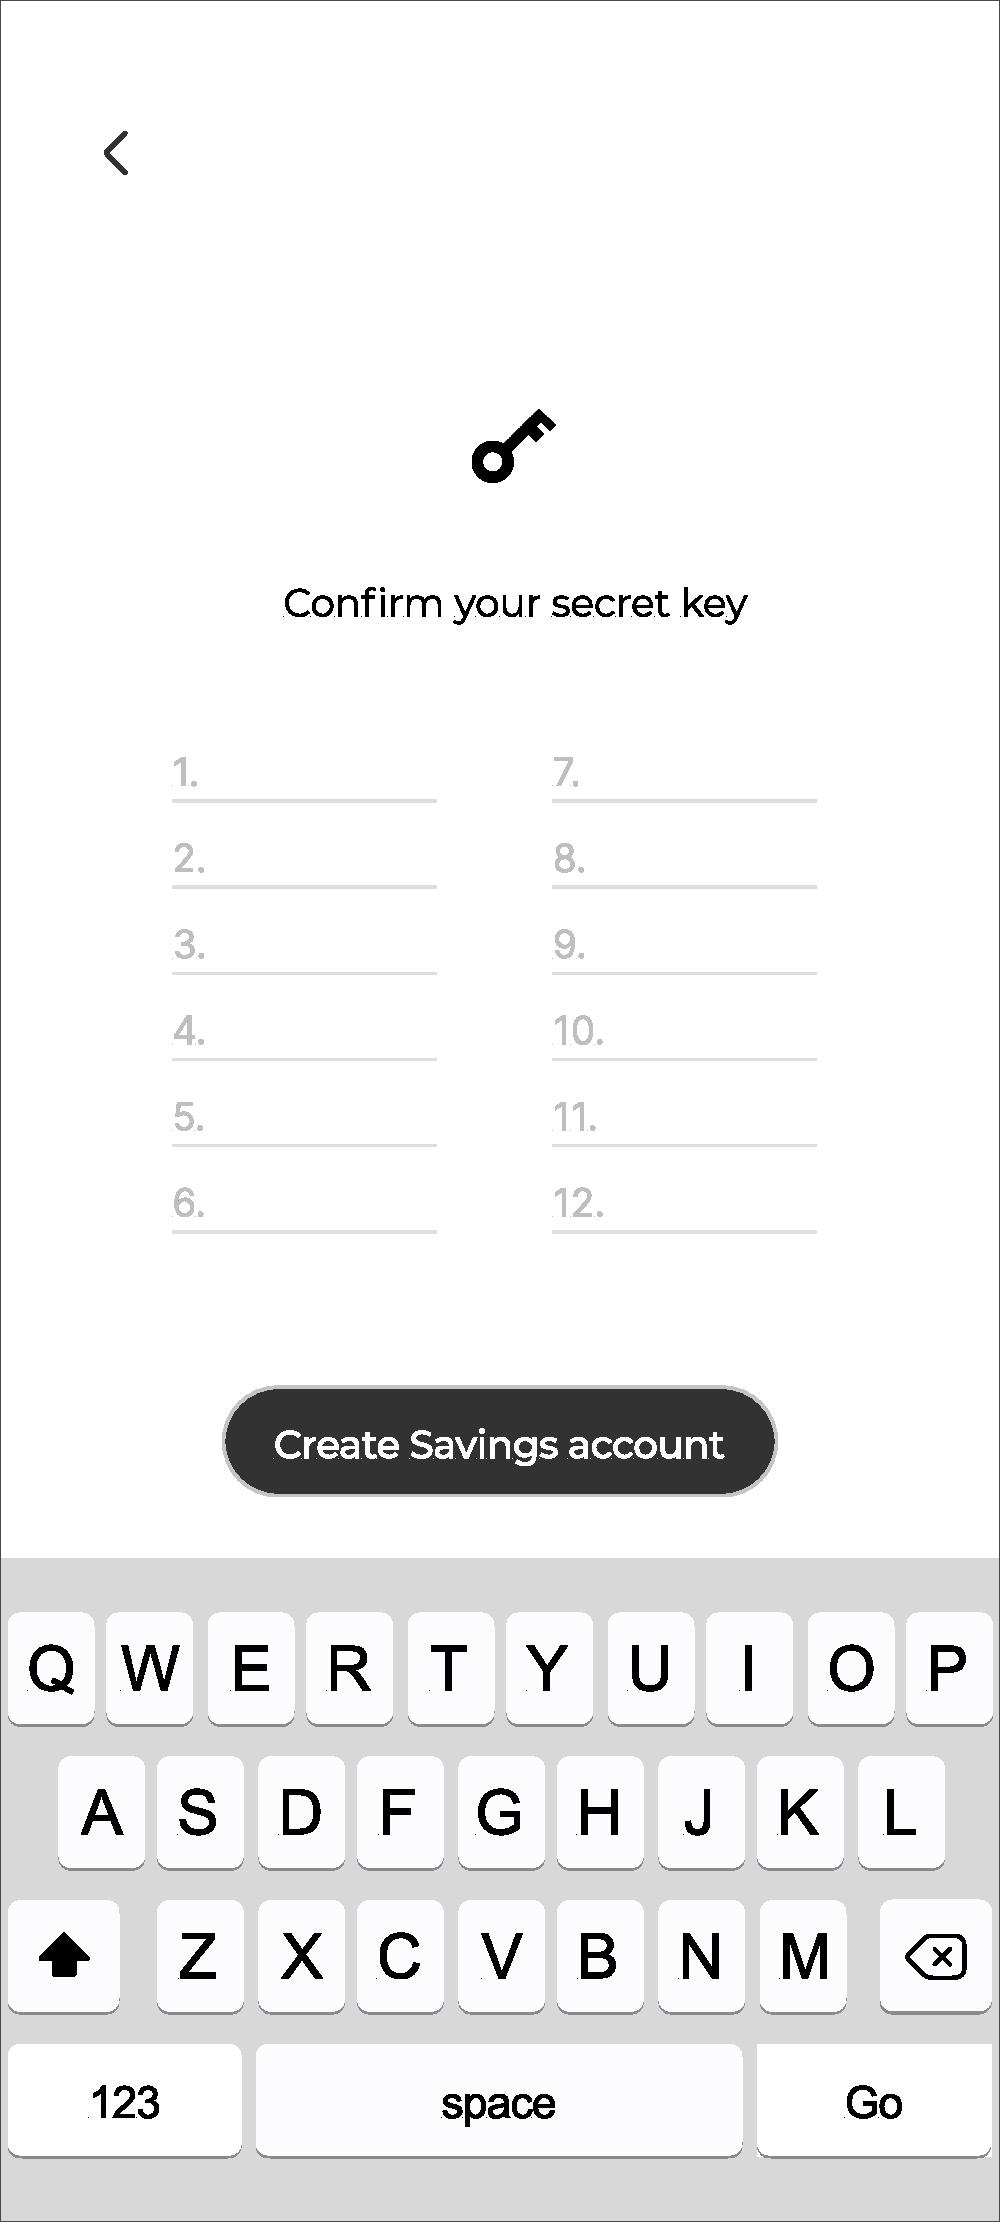 Confirm your secret key
1.
2.
3.
4.
5.
6.
7.
8.
9.
10.
11.
12.
Create Savings account
Q W E R T Y U I O P
A S D F G H J K L
Z X C V B N M
123 space Go